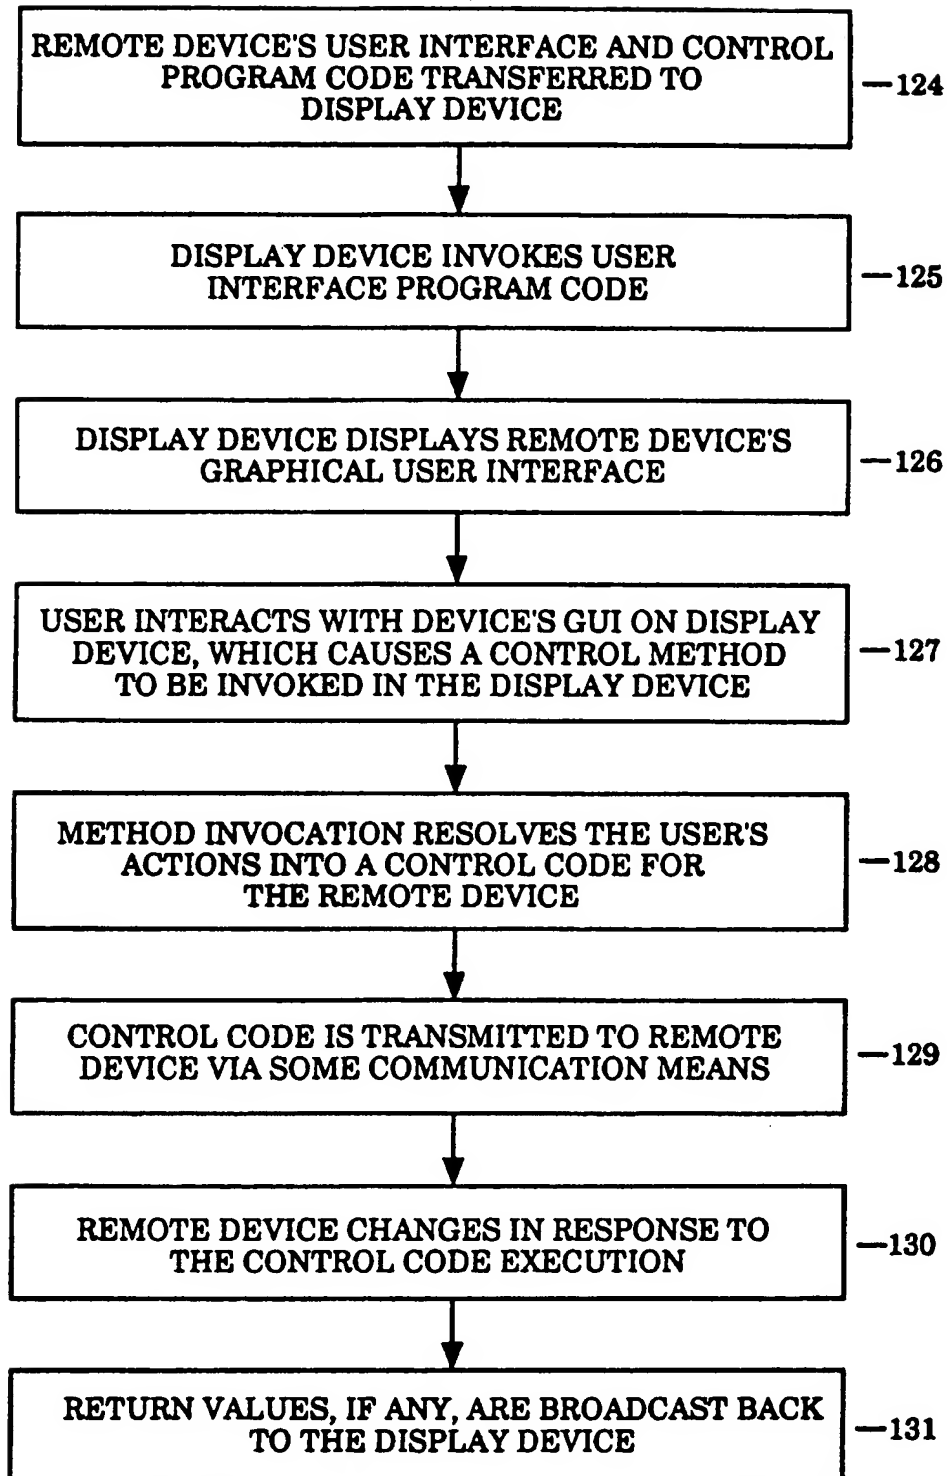 REMOTE DEVICE'S USER INTERFACE AND CONTROL
PROGRAM CODE TRANSFERRED TO
DISPLAY DEVICE
124
DISPLAY DEVICE INVOKES USER
INTERFACE PROGRAM CODE
125
DISPLAY DEVICE DISPLAYS REMOTE DEVICE'S
GRAPHICAL USER INTERFACE
126
USER INTERACTS WITH DEVICE'S GUI ON DISPLAY
DEVICE, WHICH CAUSES A CONTROL METHOD
TO BE INVOKED IN THE DISPLAY DEVICE
127
METHOD INVOCATION RESOLVES THE USER'S
ACTIONS INTO A CONTROL CODE FOR
THE REMOTE DEVICE
128
CONTROL CODE IS TRANSMITTED TO REMOTE
DEVICE VIA SOME COMMUNICATION MEANS
129
REMOTE DEVICE CHANGES IN RESPONSE TO
THE CONTROL CODE EXECUTION
130
RETURN VALUES, IF ANY, ARE BROADCAST BACK
TO THE DISPLAY DEVICE
131